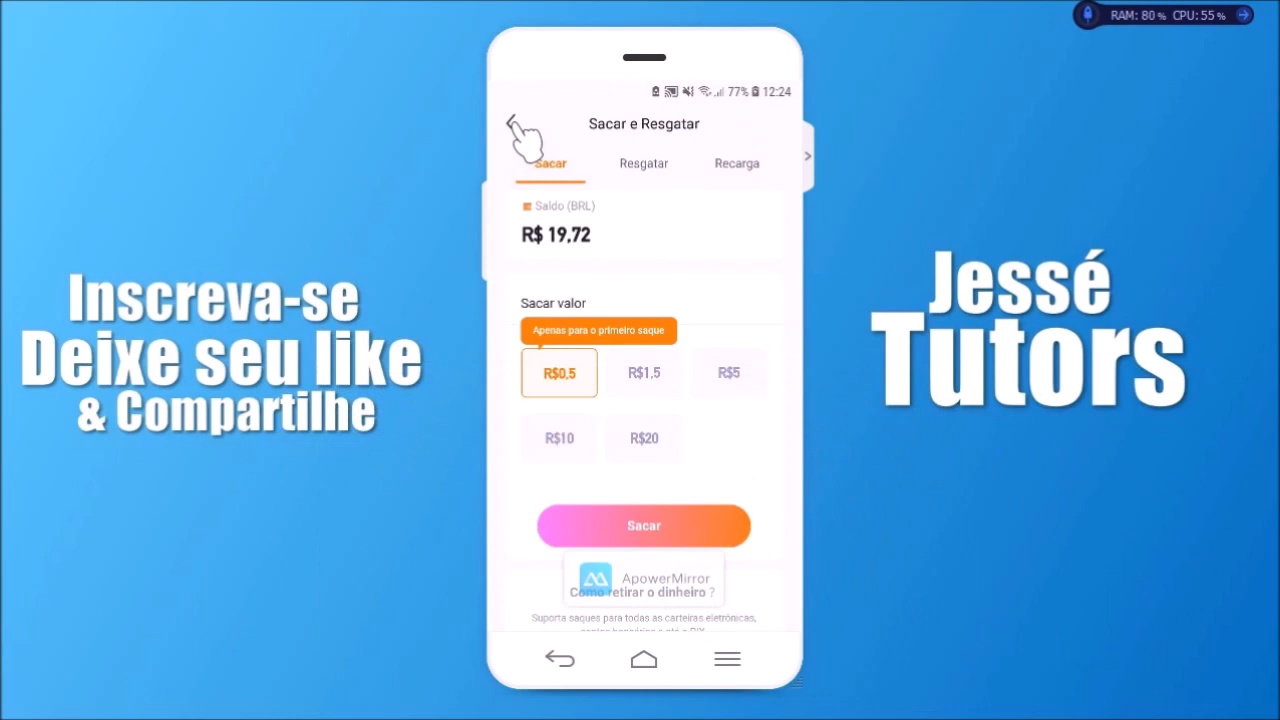 RAM: 80 % CPU: 55 %
77% 12:24
Sacar e Resgatar
Sacar Resgatar Recarga
Saldo (BRL)
R$ 19,72
Sacar valor
Apenas para o primeiro saque
R$0,5 R$1,5 R$5
R$10 R$20
Sacar
ApowerMirror
Como retirar o dinheiro ?
Suporta saques para todas as carteiras eletrônicas,
Inscreva-se
Deixe seu like
& Compartilhe
Jessé
Tutors